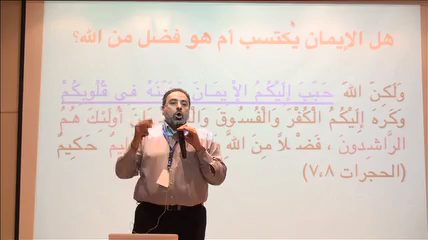 هل الإيمان يُكتسب أم هو فضل من الله؟
وَلَكِنَّ اللهَ حَبَّبَ إِلَيْكُمُ الْإِيمَانَ وَزَيَّنَهُ فِي قُلُوبِكُمْ
وَكَرَّهَ إِلَيْكُمُ الْكُفْرَ وَالْفُسُوقَ أُولَئِكَ هُمُ
الرَّاشِدُونَ ، فَضْلاً مِنَ اللَّهِ حَكِيمٌ
(الحجرات ٧،٨)